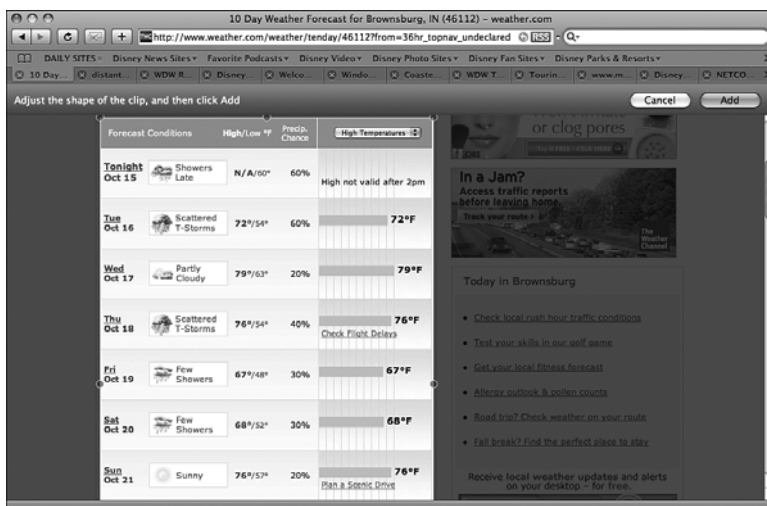 10 Day Weather Forecast for Brownsburg, IN (46112) – weather.com
http://www.weather.com/weather/tenday/46112?from=36hr_topnav_undeclared RSS Q
DAILY SITES Disney News Sites Favorite Podcasts Disney Video Disney Photo Sites Disney Fan Sites Disney Parks & Resorts
10 Day... distant... WDW R... Disney... Welco... Windo... Coaste... WDW T... Tourin... www.m... Disney... NETCO...
Adjust the shape of the clip, and then click Add Cancel Add
Forecast Conditions High/Low °F Precip. Chance High Temperatures
Tonight
Oct 15 Showers Late N/A/60° 60% High not valid after 2pm
Tue
Oct 16 Scattered T-Storms 72°/54° 60% 72°F
Wed
Oct 17 Partly Cloudy 79°/63° 20% 79°F
Thu
Oct 18 Scattered T-Storms 76°/54° 40% 76°F
Check Flight Delays
Fri
Oct 19 Few Showers 67°/48° 30% 67°F
Sat
Oct 20 Few Showers 68°/52° 30% 68°F
Sun
Oct 21 Sunny 76°/57° 20% 76°F
Plan a Scenic Drive
or clog pores
In a Jam?
Access traffic reports
before leaving home.
Track your route >
The
Weather
Channel
Today in Brownsburg
• Check local rush hour traffic conditions
• Test your skills in our golf game
• Get your local fitness forecast
• Allergy outlook & pollen counts
• Road trip? Check weather on your route
• Fall break? Find the perfect place to stay
Receive local weather updates and alerts
on your desktop – for free.